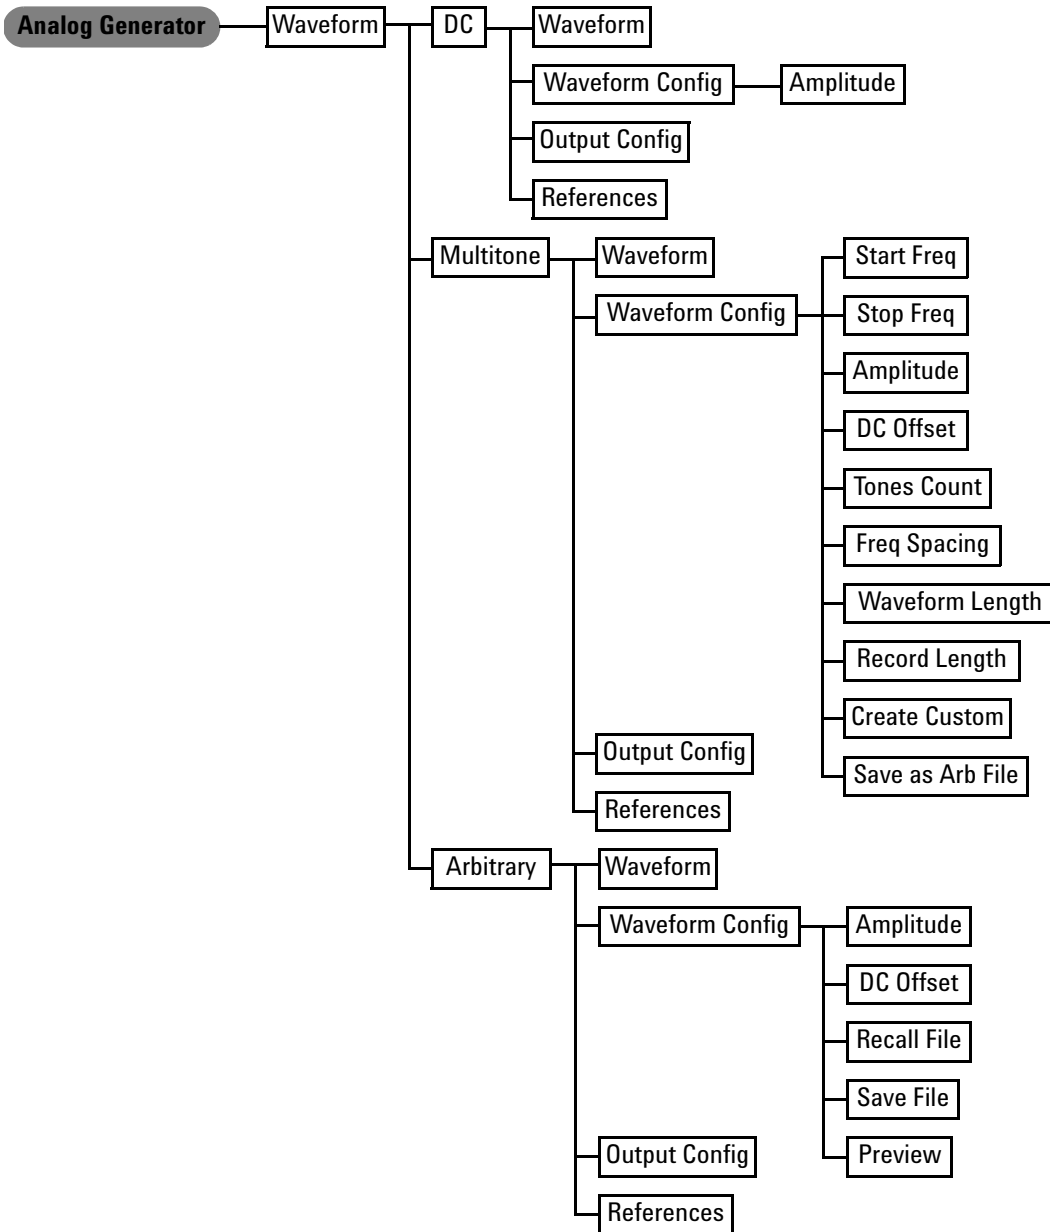 Analog Generator
Waveform
DC
Waveform
Waveform Config
Amplitude
Output Config
References
Multitone
Waveform
Waveform Config
Start Freq
Stop Freq
Amplitude
DC Offset
Tones Count
Freq Spacing
Waveform Length
Record Length
Create Custom
Save as Arb File
Output Config
References
Arbitrary
Waveform
Waveform Config
Amplitude
DC Offset
Recall File
Save File
Preview
Output Config
References